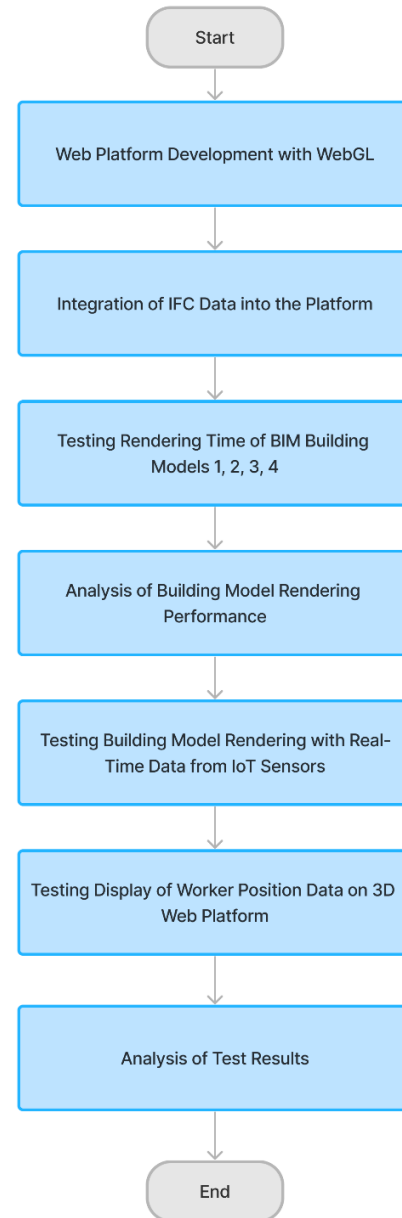 Start
Web Platform Development with WebGL
Integration of IFC Data into the Platform
Testing Rendering Time of BIM Building
Models 1, 2, 3, 4
Analysis of Building Model Rendering
Performance
Testing Building Model Rendering with Real-
Time Data from IoT Sensors
Testing Display of Worker Position Data on 3D
Web Platform
Analysis of Test Results
End